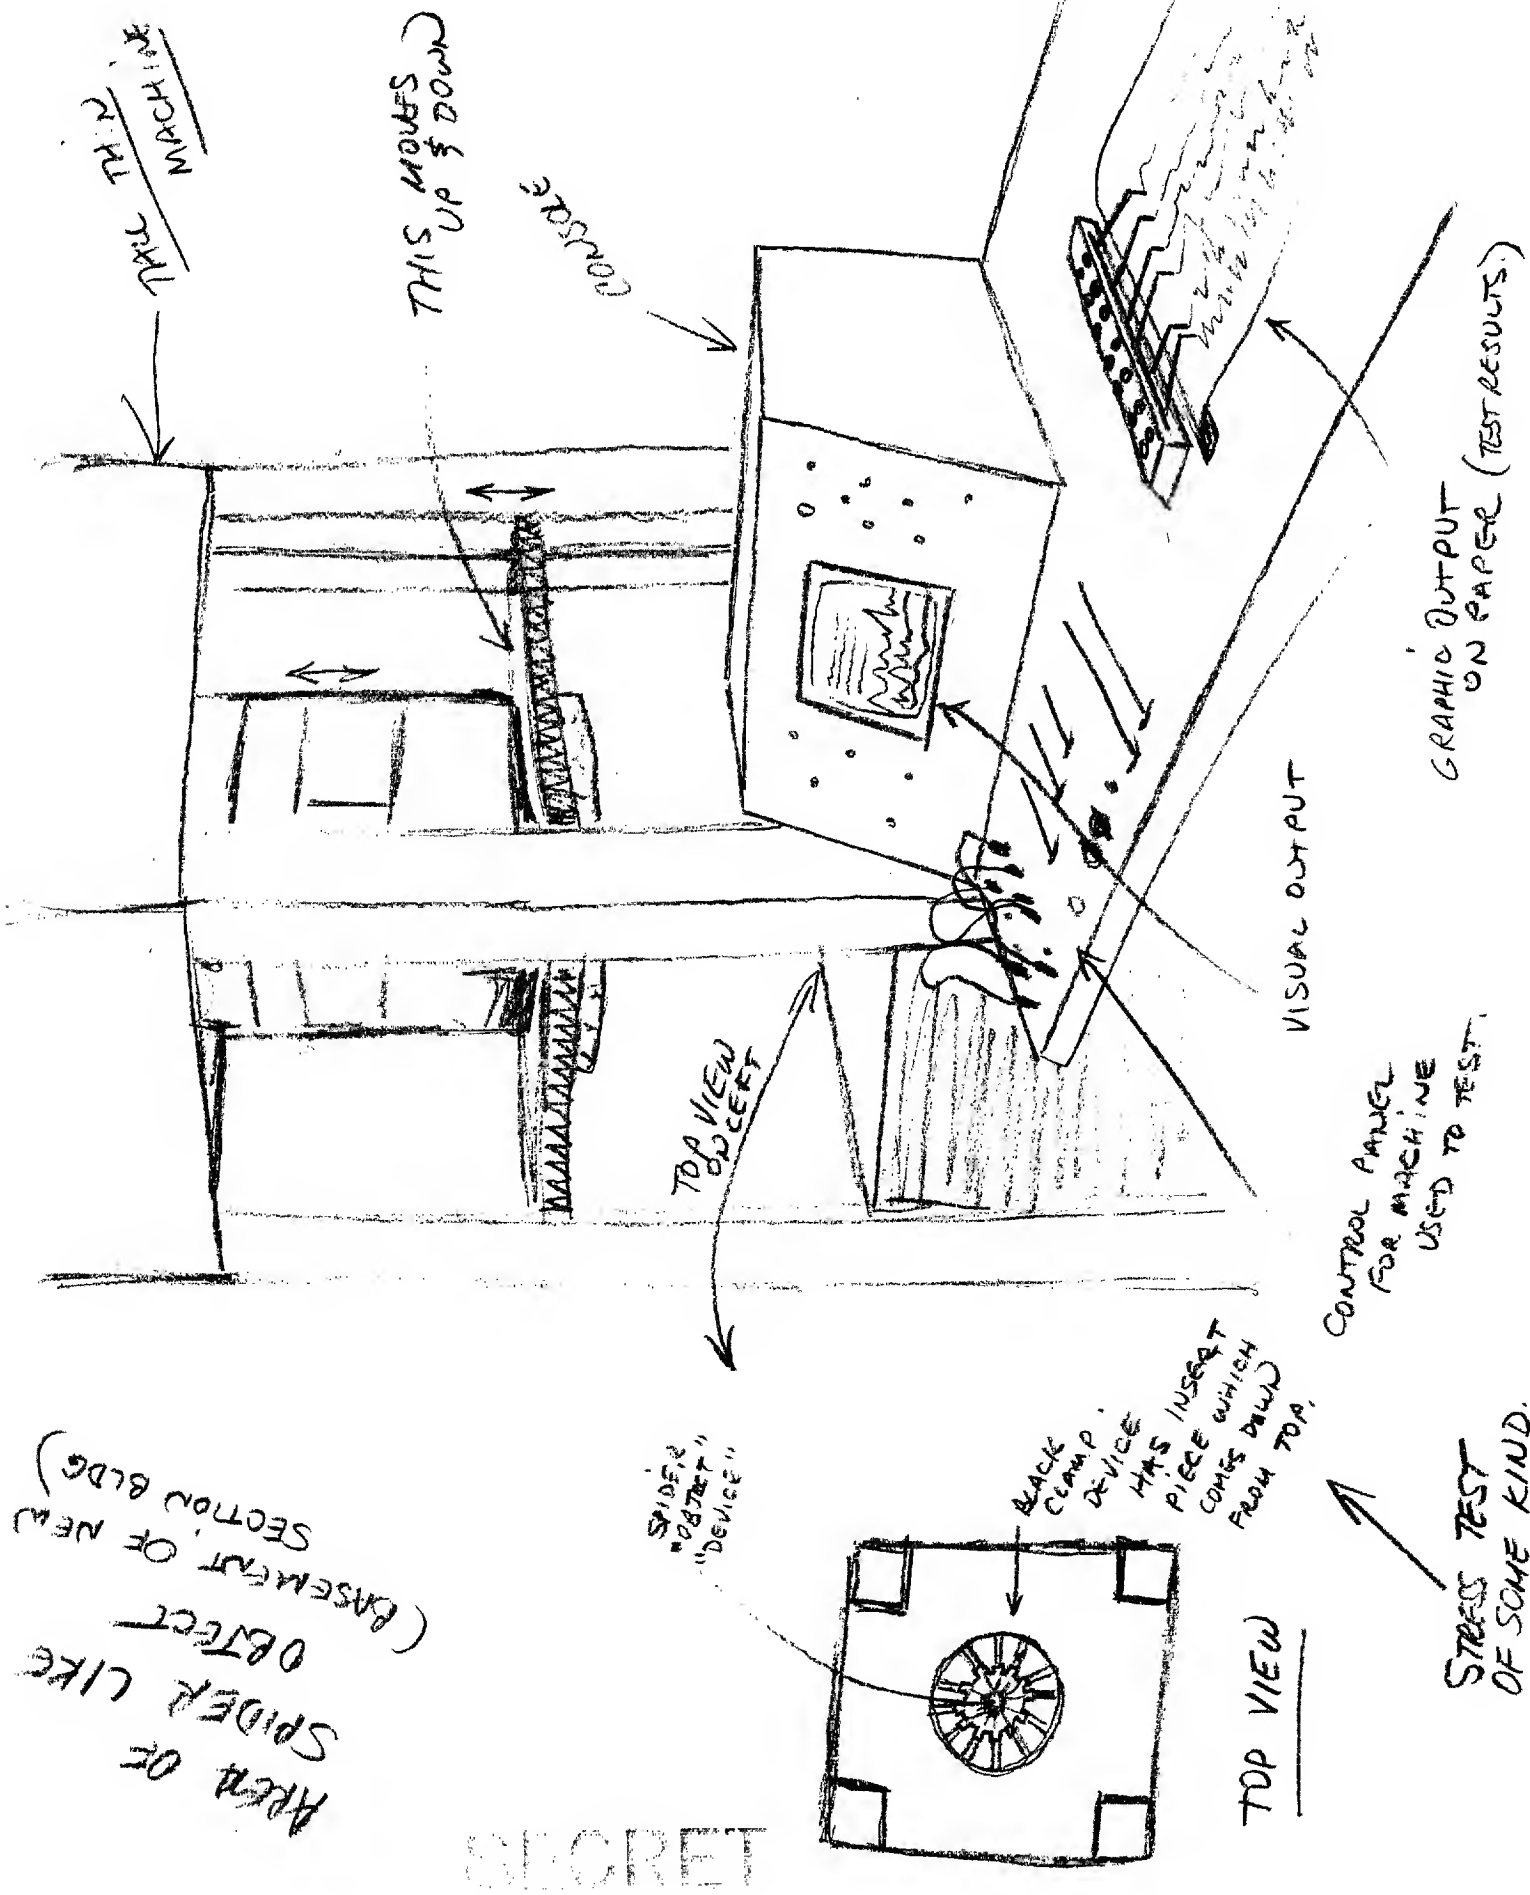 TALL THIN
MACHINE
THIS MOVES
UP & DOWN
CONSOLE
TOP VIEW
ON LEFT
AREA OF
SPIDER LIKE
OBJECT
(BASEMENT OF NEW
SECTION BLDG)
SPIDER
"OBJECT"
"DEVICE"
BLACK
CLAMP.
DEVICE
HAS INSERT
PIECE WHICH
COMES DOWN
FROM TOP.
TOP VIEW
STRESS TEST
OF SOME KIND.
CONTROL PANEL
FOR MACHINE
USED TO TEST.
VISUAL OUTPUT
GRAPHIC OUTPUT
ON PAPER (TEST RESULTS.)
SECRET